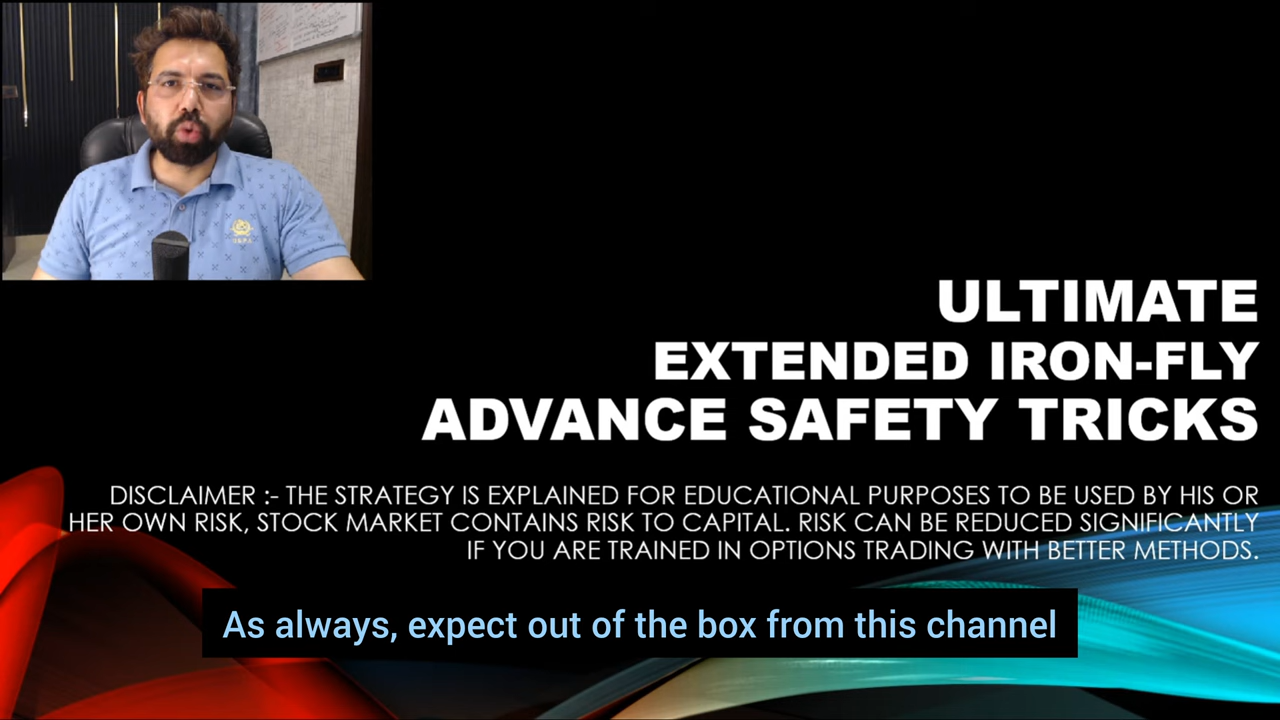 ULTIMATE
EXTENDED IRON-FLY
ADVANCE SAFETY TRICKS
DISCLAIMER :- THE STRATEGY IS EXPLAINED FOR EDUCATIONAL PURPOSES TO BE USED BY HIS OR
HER OWN RISK, STOCK MARKET CONTAINS RISK TO CAPITAL. RISK CAN BE REDUCED SIGNIFICANTLY
IF YOU ARE TRAINED IN OPTIONS TRADING WITH BETTER METHODS.
As always, expect out of the box from this channel